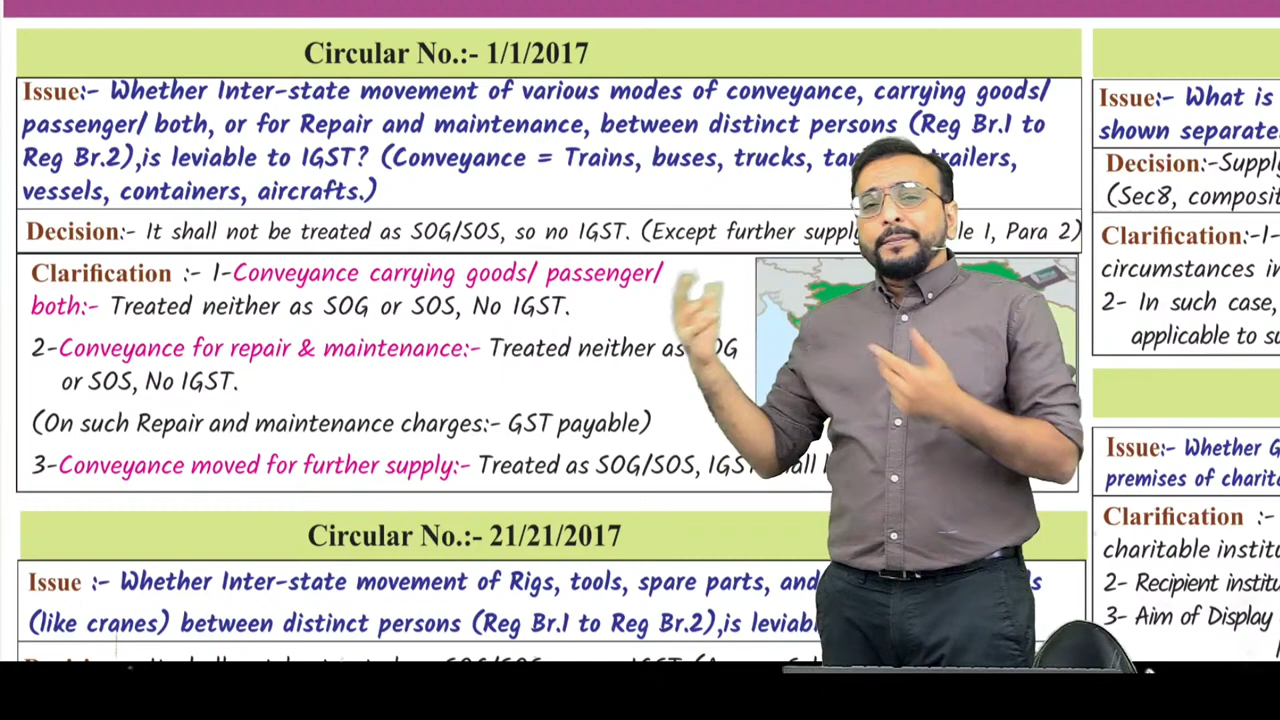 Circular No.:- 1/1/2017
Issue:- Whether Inter-state movement of various modes of conveyance, carrying goods/
passenger/ both, or for Repair and maintenance, between distinct persons (Reg Br.1 to
Reg Br.2),is leviable to IGST? (Conveyance = Trains, buses, trucks, trailers,
vessels, containers, aircrafts.)
Decision:- It shall not be treated as SOG/SOS, so no IGST. (Except further supply 1, Para 2)
Clarification :- 1-Conveyance carrying goods/ passenger/
both:- Treated neither as SOG or SOS, No IGST.
2-Conveyance for repair & maintenance:- Treated neither as
or SOS, No IGST.
(On such Repair and maintenance charges:- GST payable)
3-Conveyance moved for further supply:- Treated as SOG/SOS,
Circular No.:- 21/21/2017
Issue :- Whether Inter-state movement of Rigs, tools, spare parts, and
(like cranes) between distinct persons (Reg Br.1 to Reg Br.2),is
Issue:- What is
shown
Decision:-
(Sec8,
Clarification:-1-
circumstances
2- In such case,
applicable to
Issue:- Whether
premises of
Clarification :-
charitable
2- Recipient
3- Aim of Display